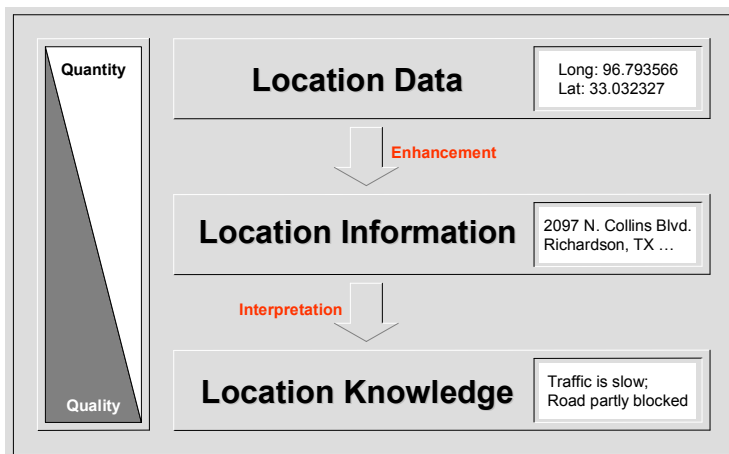 Quantity
Location Data
Long: 96.793566
Lat: 33.032327
Enhancement
Location Information
2097 N. Collins Blvd.
Richardson, TX …
Interpretation
Location Knowledge
Traffic is slow;
Road partly blocked
Quality